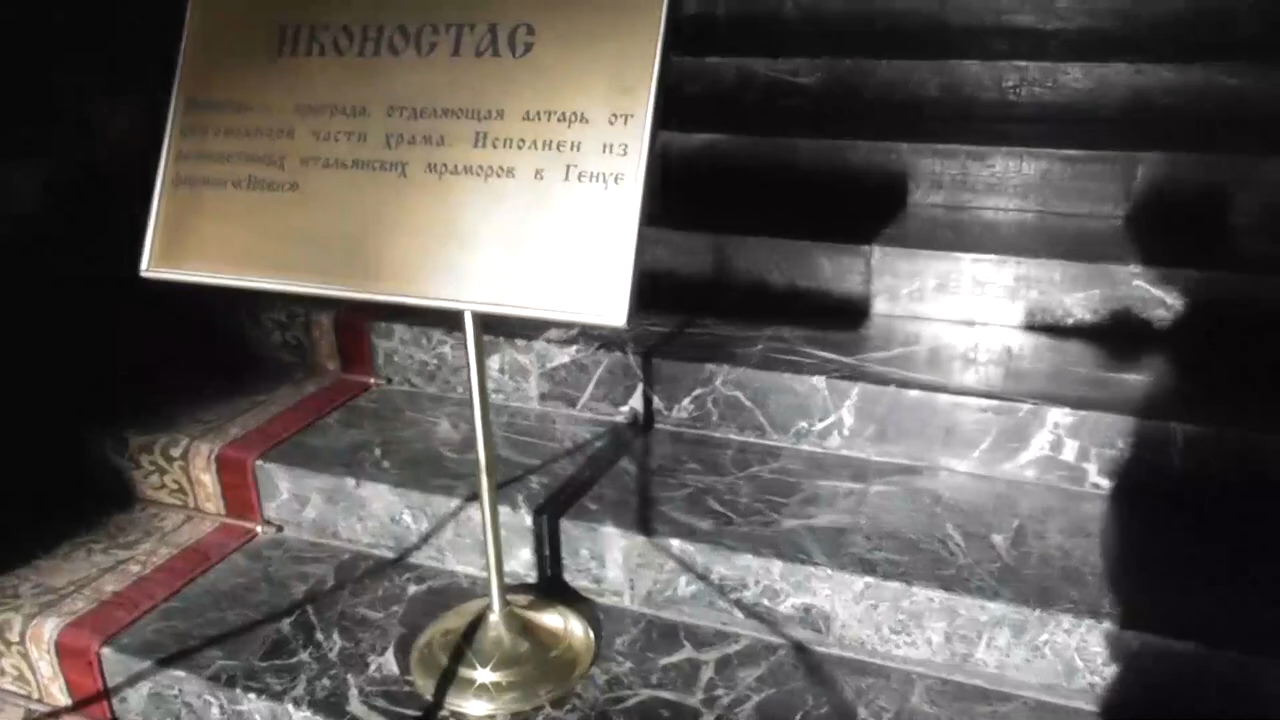 ИКОНОСТАС
преграда, отделяющая алтарь от
части храма. Исполнен из
итальянских мраморов в Генуе